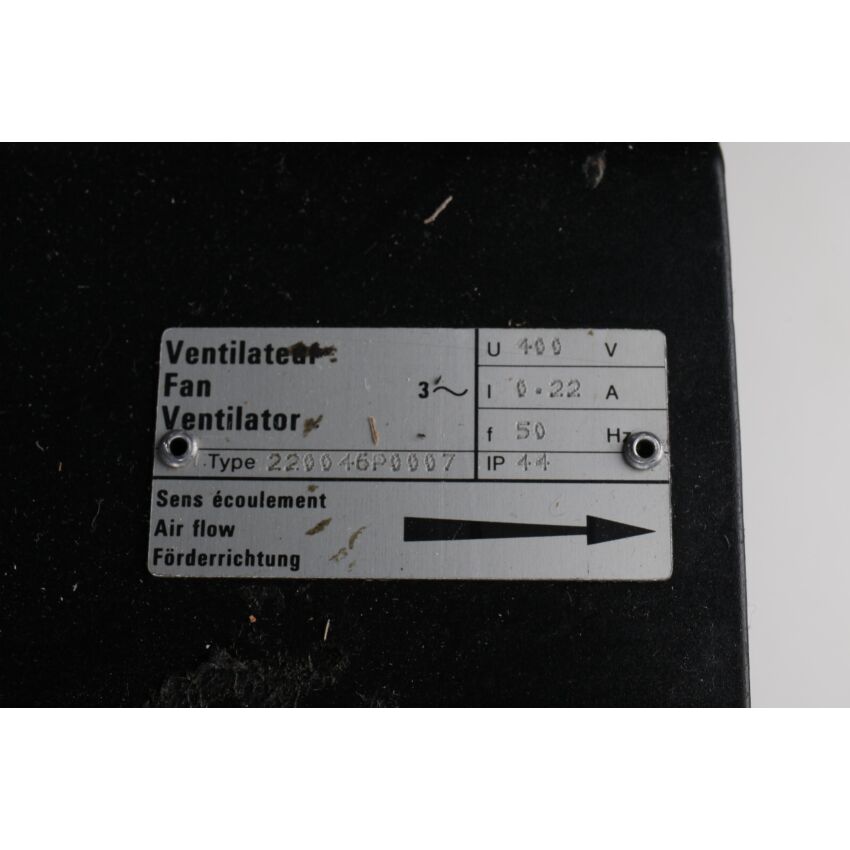 Ventilateur
Fan 3~
Ventilator
Type 220046P0007
U 400 V
I 0.22 A
f 50 Hz
IP 44
Sens écoulement
Air flow
Förderrichtung